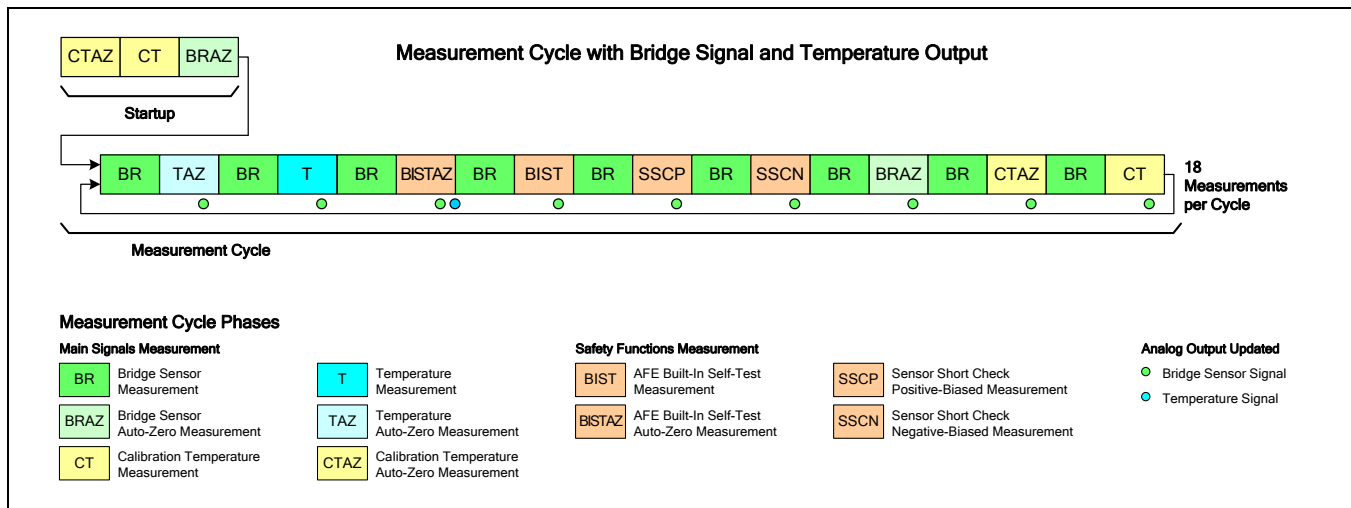 Measurement Cycle with Bridge Signal and Temperature Output
CTAZ CT BRAZ
Startup
BR TAZ BR T BR BISTAZ BR BIST BR SSCP BR SSCN BR BRAZ BR CTAZ BR CT
18
Measurements
per Cycle
Measurement Cycle
Measurement Cycle Phases
Main Signals Measurement
BR
Bridge Sensor
Measurement
BRAZ
Bridge Sensor
Auto-Zero Measurement
CT
Calibration Temperature
Measurement
T
Temperature
Measurement
TAZ
Temperature
Auto-Zero Measurement
CTAZ
Calibration Temperature
Auto-Zero Measurement
Safety Functions Measurement
BIST
AFE Built-In Self-Test
Measurement
BISTAZ
AFE Built-In Self-Test
Auto-Zero Measurement
SSCP
Sensor Short Check
Positive-Biased Measurement
SSCN
Sensor Short Check
Negative-Biased Measurement
Analog Output Updated
Bridge Sensor Signal
Temperature Signal